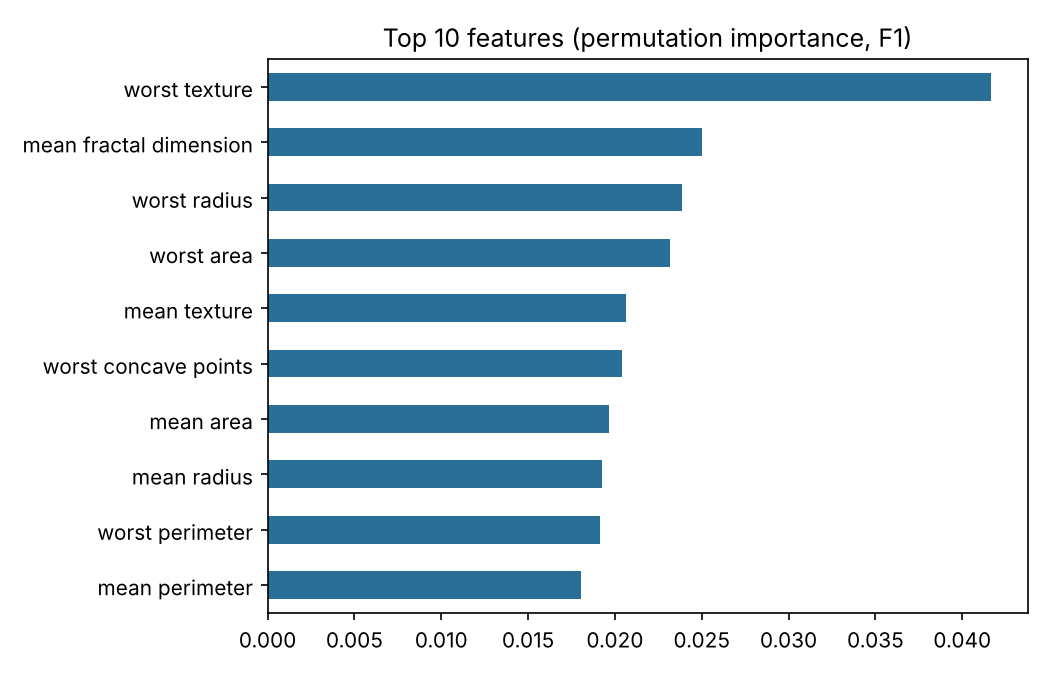 Top 10 features (permutation importance, F1)
worst texture
mean fractal dimension
worst radius
worst area
mean texture
worst concave points
mean area
mean radius
worst perimeter
mean perimeter
0.000 0.005 0.010 0.015 0.020 0.025 0.030 0.035 0.040